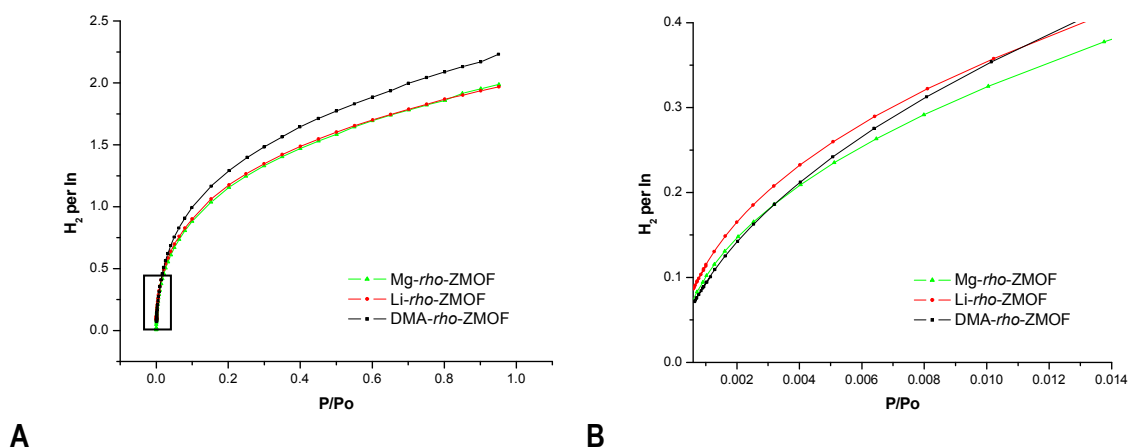 2.5
2.0
1.5
1.0
0.5
0.0
H₂ per In
0.0 0.2 0.4 0.6 0.8 1.0
P/Po
Mg-rho-ZMOF
Li-rho-ZMOF
DMA-rho-ZMOF
A
0.4
0.3
0.2
0.1
0.0
H₂ per In
0.002 0.004 0.006 0.008 0.010 0.012 0.014
P/Po
Mg-rho-ZMOF
Li-rho-ZMOF
DMA-rho-ZMOF
B